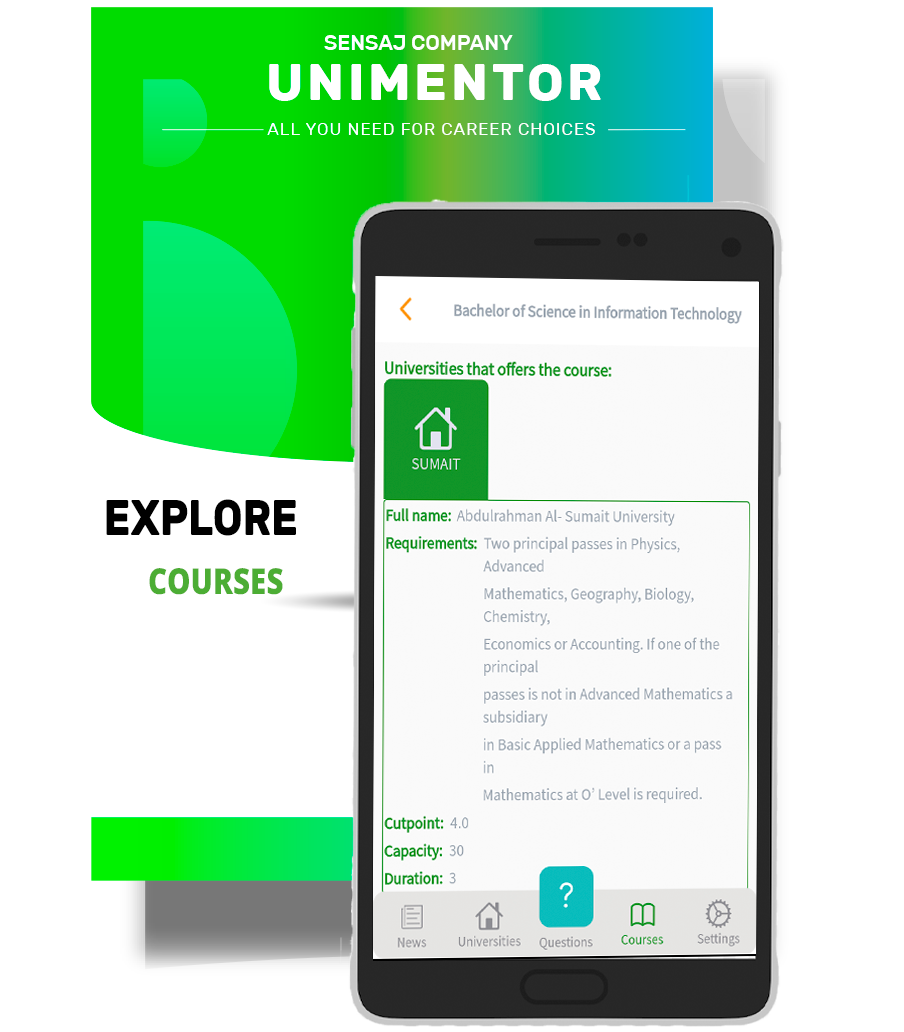 SENSAJ COMPANY
UNIMENTOR
ALL YOU NEED FOR CAREER CHOICES
EXPLORE
COURSES
Bachelor of Science in Information Technology
Universities that offers the course:
SUMAIT
Full name: Abdulrahman Al- Sumait University
Requirements: Two principal passes in Physics,
Advanced
Mathematics, Geography, Biology,
Chemistry,
Economics or Accounting. If one of the
principal
passes is not in Advanced Mathematics a
subsidiary
in Basic Applied Mathematics or a pass
in
Mathematics at O' Level is required.
Cutpoint: 4.0
Capacity: 30
Duration: 3
?
News
Universities
Questions
Courses
Settings